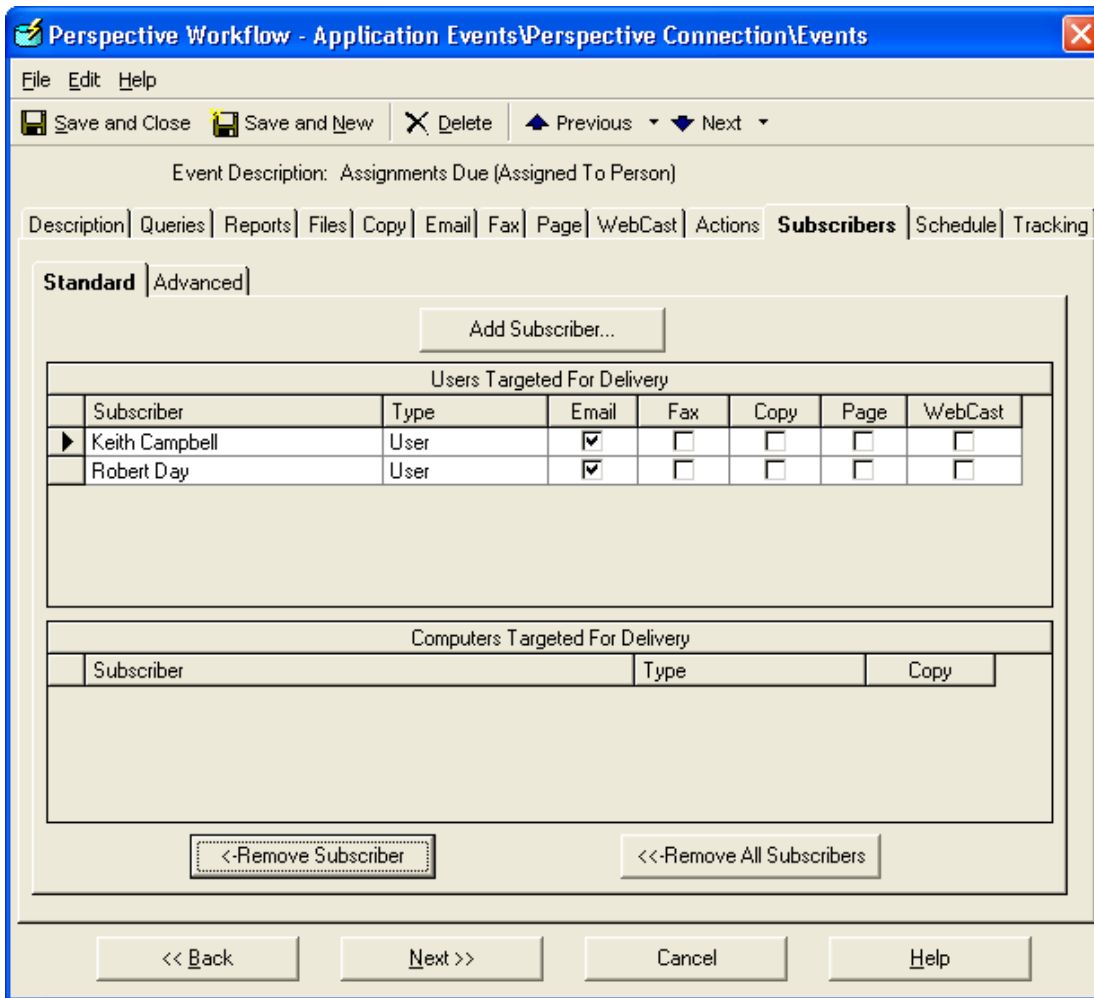 Perspective Workflow - Application Events\Perspective Connection\Events
File Edit Help
Save and Close Save and New Delete Previous Next
Event Description: Assignments Due (Assigned To Person)
Description Queries Reports Files Copy Email Fax Page WebCast Actions Subscribers Schedule Tracking
Standard Advanced
Add Subscriber...
Users Targeted For Delivery
Subscriber Type Email Fax Copy Page WebCast
Keith Campbell User
Robert Day User
Computers Targeted For Delivery
Subscriber Type Copy
<-Remove Subscriber <<-Remove All Subscribers
<< Back Next >> Cancel Help